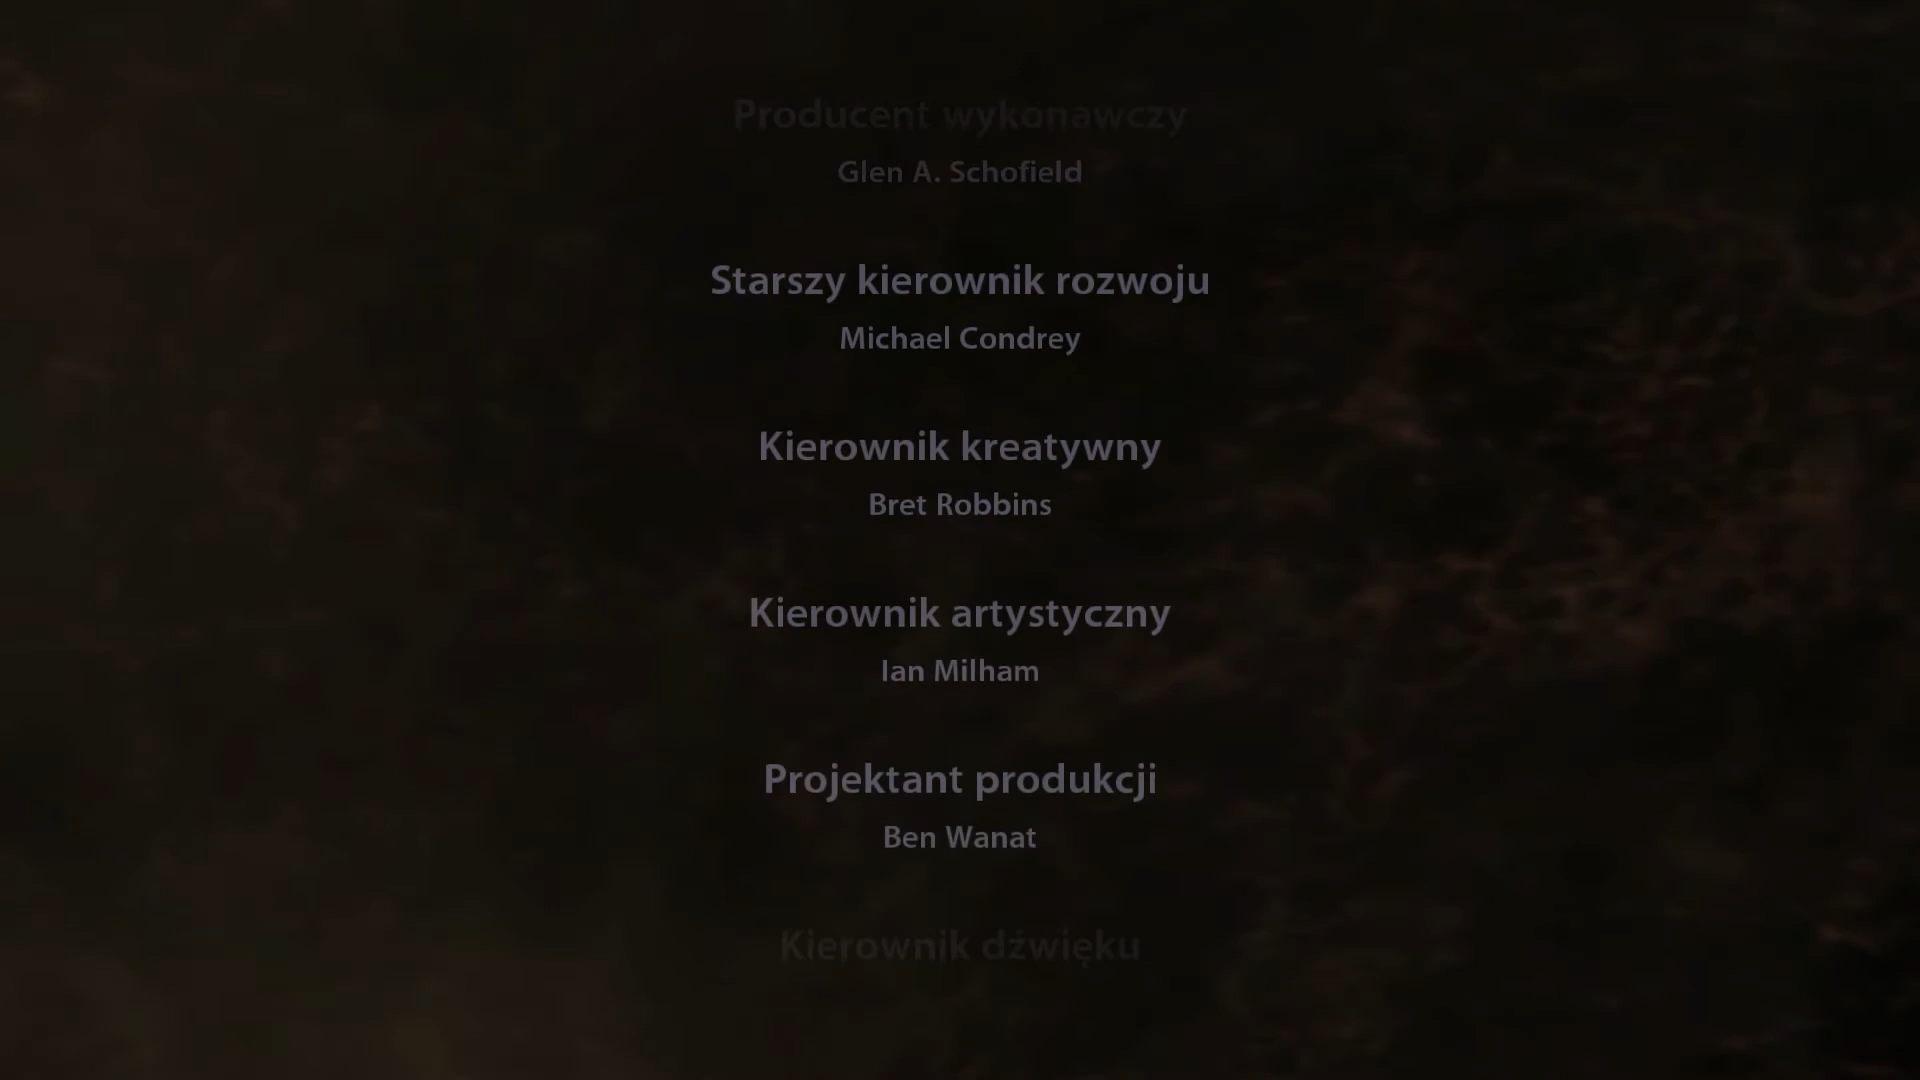 Producent wykonawczy
Glen A. Schofield
Starszy kierownik rozwoju
Michael Condrey
Kierownik kreatywny
Bret Robbins
Kierownik artystyczny
Ian Milham
Projektant produkcji
Ben Wanat
Kierownik dźwięku